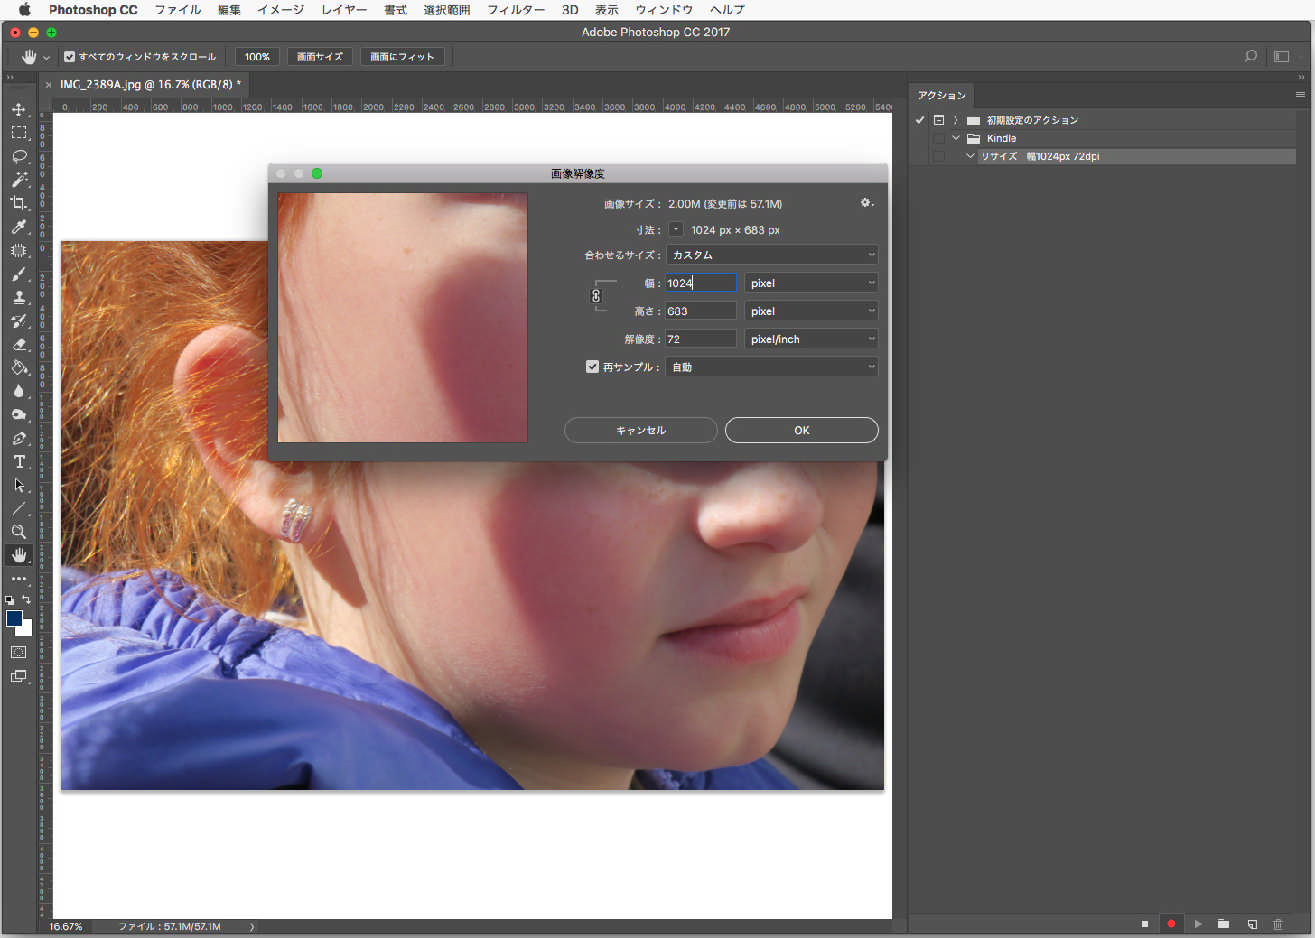 Photoshop CC ファイル 編集 イメージ レイヤー 書式 選択範囲 フィルター 3D 表示 ウィンドウ ヘルプ
Adobe Photoshop CC 2017
すべてのウィンドウをスクロール 100% 画面サイズ 画面にフィット
IMG_2389A.jpg @ 16.7% (RGB/8) *
0 200 400 600 800 1000 1200 1400 1600 1800 2000 2200 2400 2600 2800 3000 3200 3400 3600 3800 4000 4200 4400 4600 4800 5000 5200 540
アクション
初期設定のアクション
Kindle
リサイズ 幅1024px 72dpi
画像解像度
画像サイズ : 2.00M (変更前は 57.1M)
寸法 : 1024 px × 683 px
合わせるサイズ : カスタム
幅 : 1024 pixel
高さ : 683 pixel
解像度 : 72 pixel/inch
再サンプル : 自動
キャンセル OK
16.67% ファイル : 57.1M/57.1M